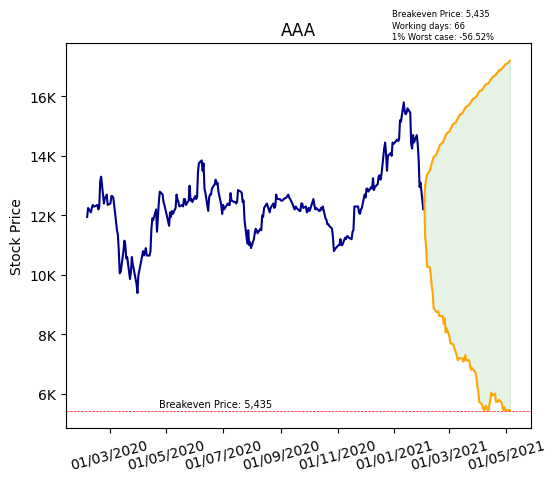 Breakeven Price: 5,435
Working days: 66
1% Worst case: -56.52%
AAA
Stock Price
16K
14K
12K
10K
8K
6K
Breakeven Price: 5,435
01/03/2020
01/05/2020
01/07/2020
01/09/2020
01/11/2020
01/01/2021
01/03/2021
01/05/2021